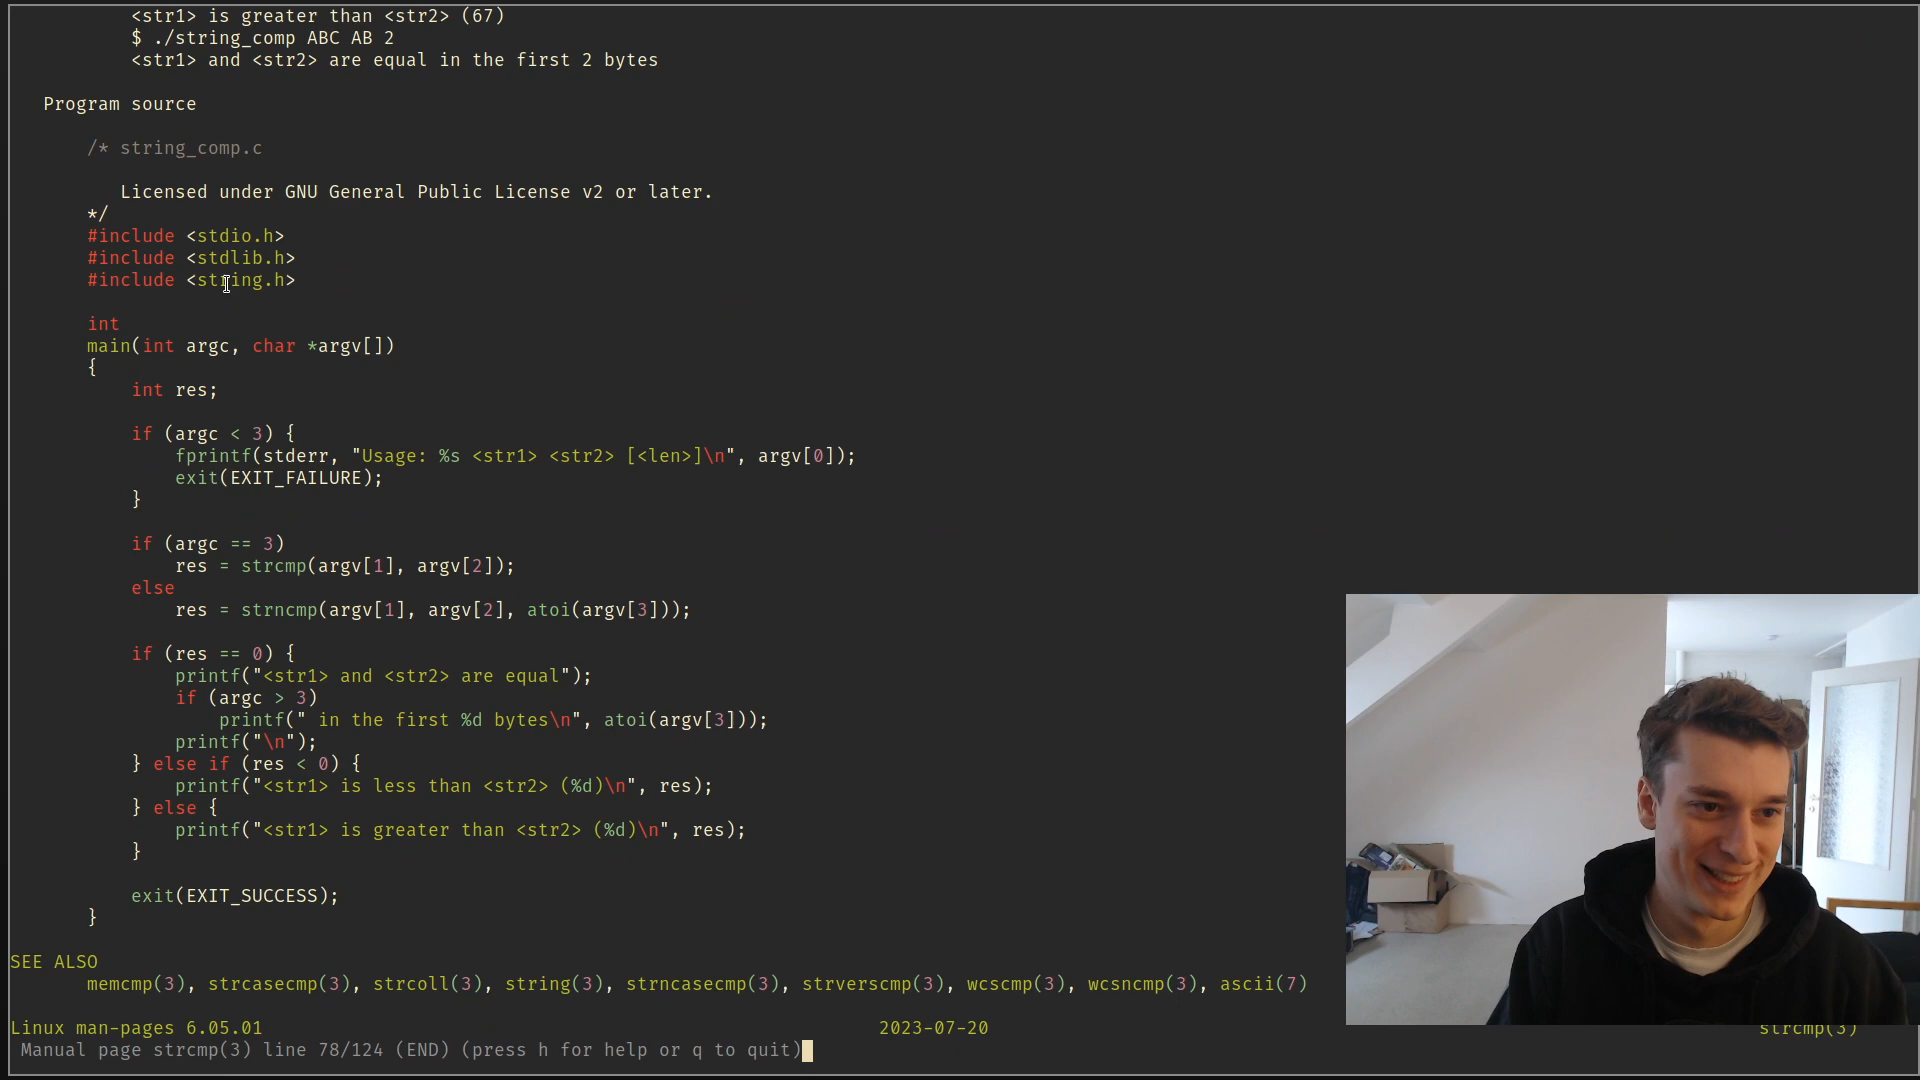 <str1> is greater than <str2> (67)
$ ./string_comp ABC AB 2
<str1> and <str2> are equal in the first 2 bytes
Program source
/* string_comp.c
Licensed under GNU General Public License v2 or later.
*/
#include <stdio.h>
#include <stdlib.h>
#include <string.h>
int
main(int argc, char *argv[])
{
int res;
if (argc < 3) {
fprintf(stderr, "Usage: %s <str1> <str2> [<len>]\n", argv[0]);
exit(EXIT_FAILURE);
}
if (argc == 3)
res = strcmp(argv[1], argv[2]);
else
res = strncmp(argv[1], argv[2], atoi(argv[3]));
if (res == 0) {
printf("<str1> and <str2> are equal");
if (argc > 3)
printf(" in the first %d bytes\n", atoi(argv[3]));
printf("\n");
} else if (res < 0) {
printf("<str1> is less than <str2> (%d)\n", res);
} else {
printf("<str1> is greater than <str2> (%d)\n", res);
}
exit(EXIT_SUCCESS);
}
SEE ALSO
memcmp(3), strcasecmp(3), strcoll(3), string(3), strncasecmp(3), strverscmp(3), wcscmp(3), wcsncmp(3), ascii(7)
Linux man-pages 6.05.01 2023-07-20 strcmp(3)
Manual page strcmp(3) line 78/124 (END) (press h for help or q to quit)